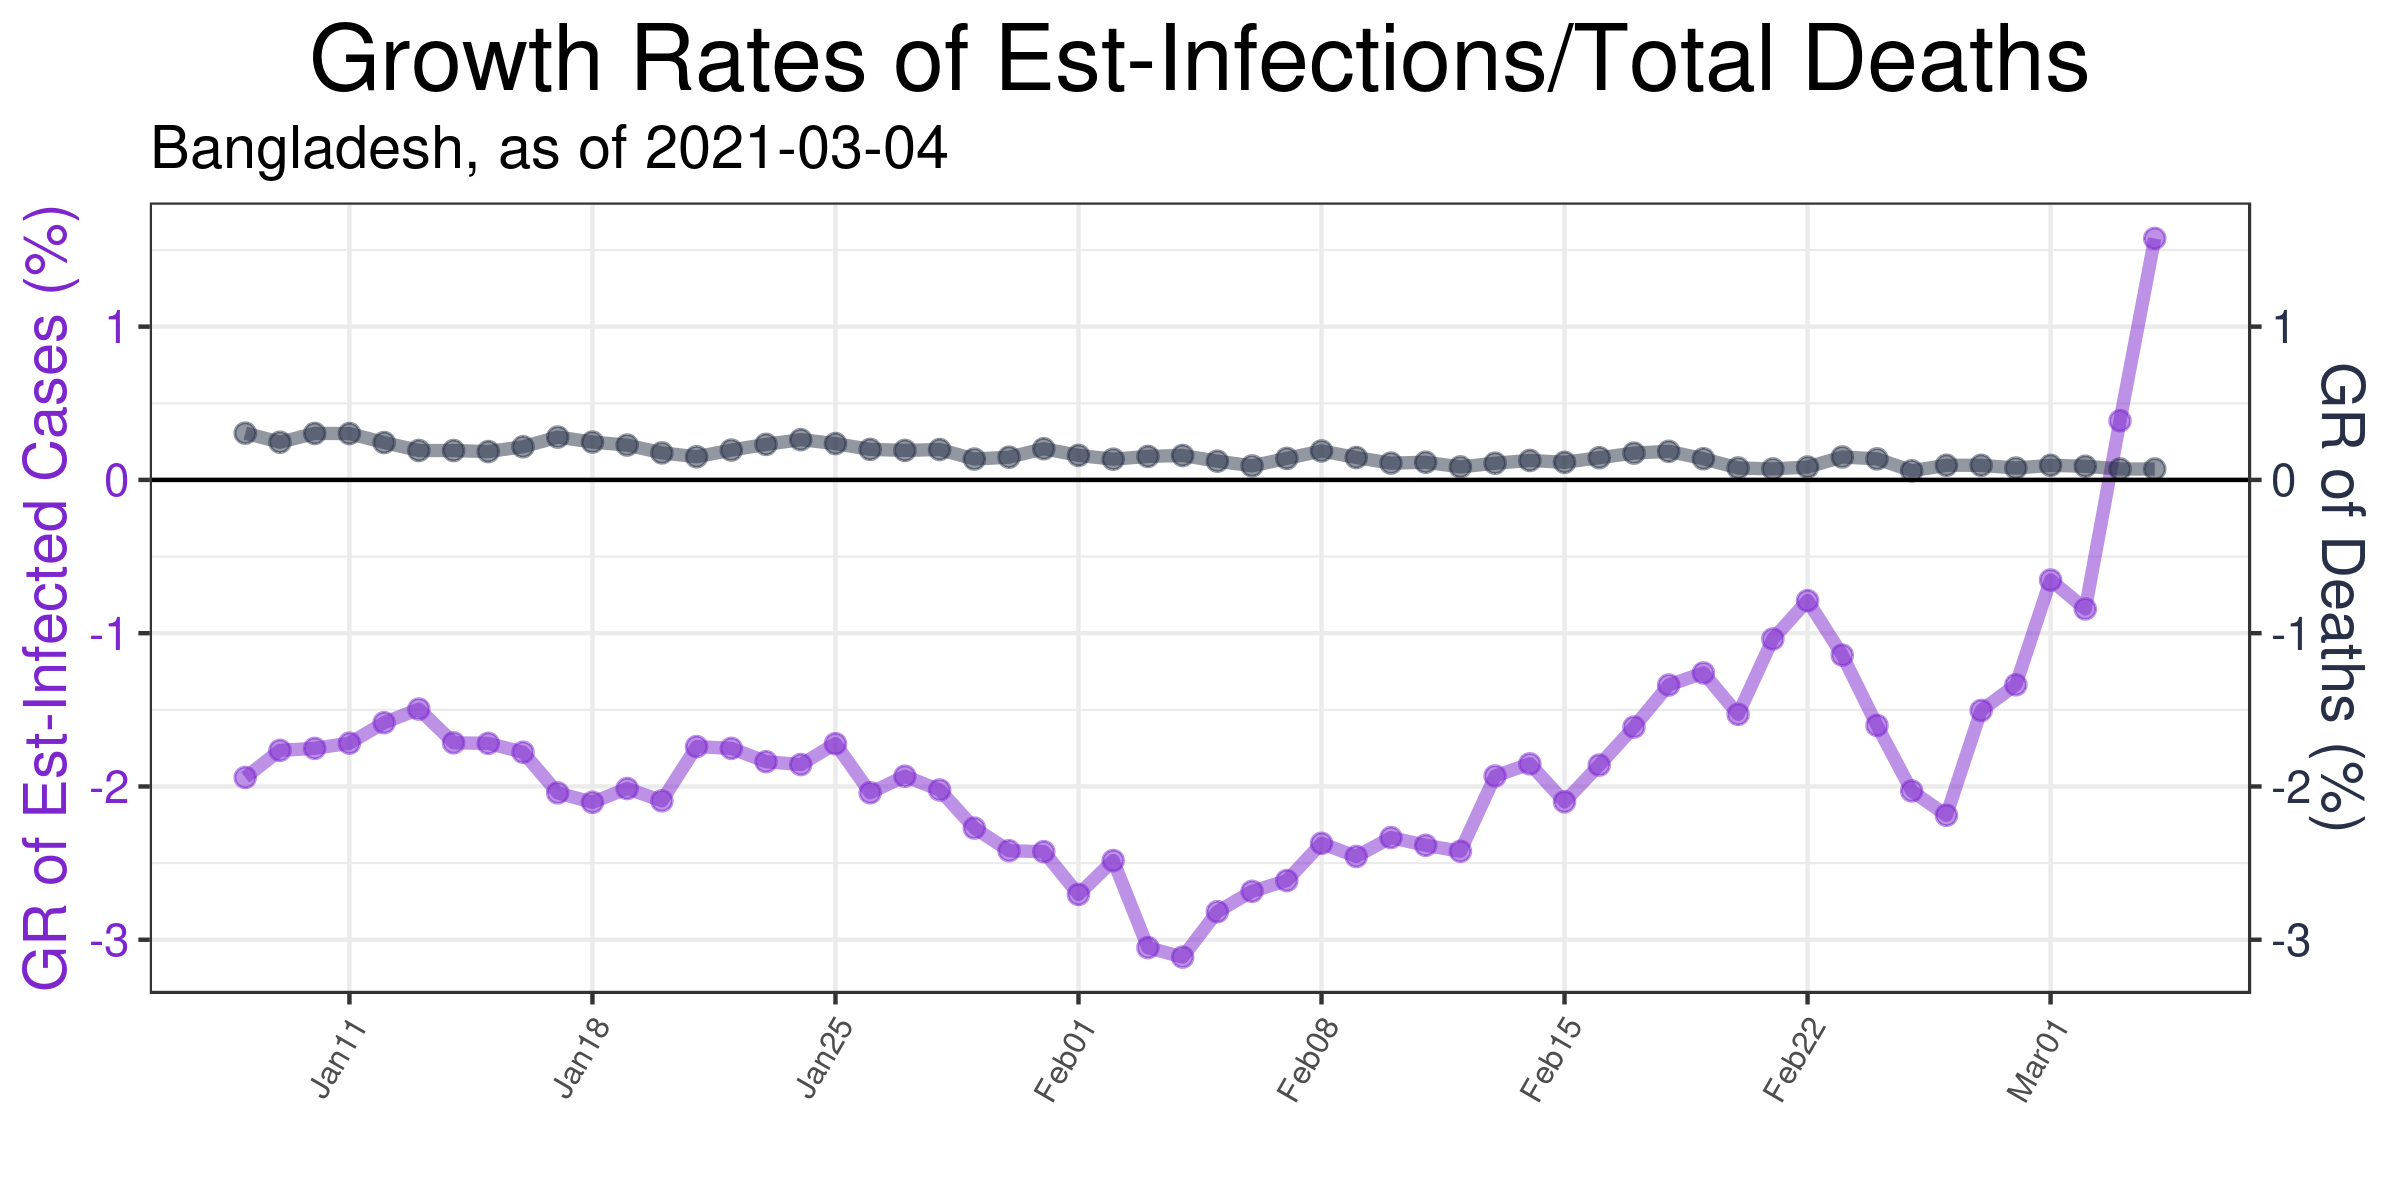 Growth Rates of Est-Infections/Total Deaths
Bangladesh, as of 2021-03-04
GR of Est-Infected Cases (%)
1
0
-1
-2
-3
1
0
-1
-2
-3
GR of Deaths (%)
Jan11
Jan18
Jan25
Feb01
Feb08
Feb15
Feb22
Mar01